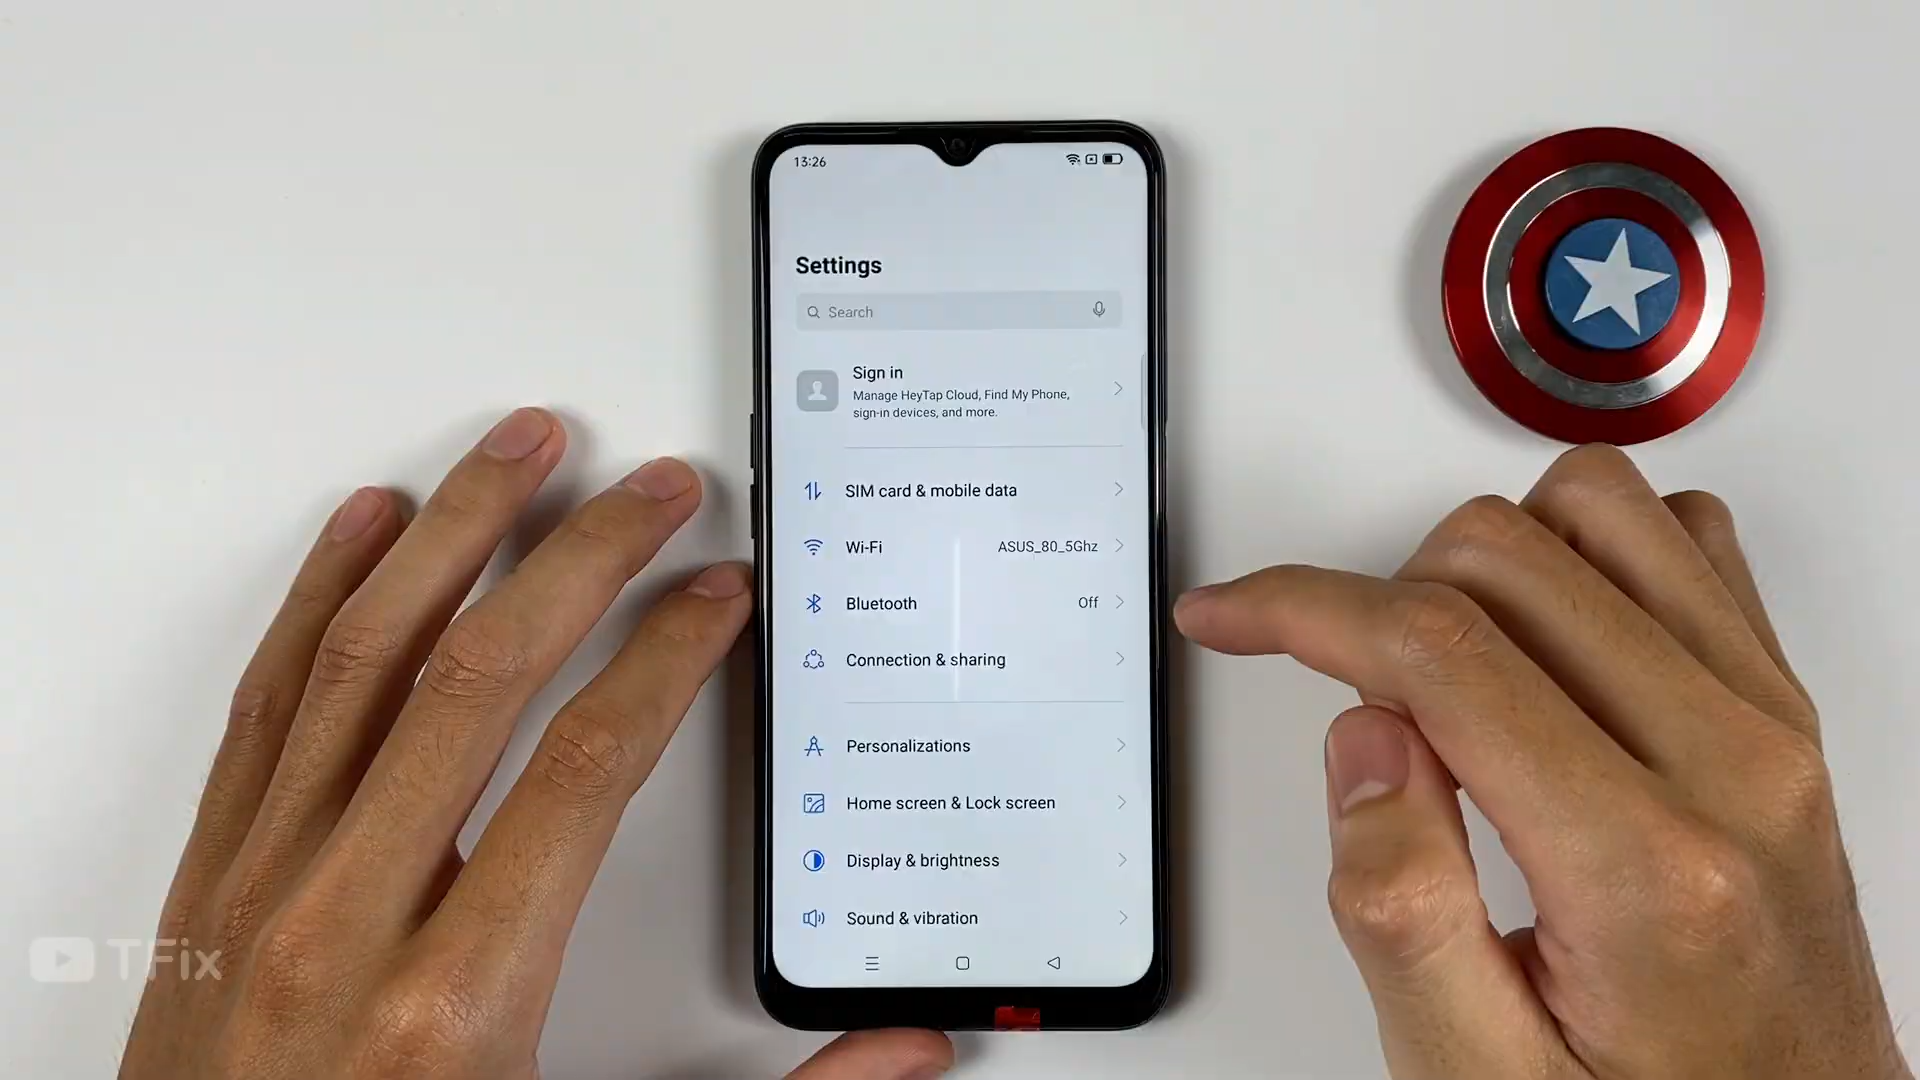 13:26
Settings
Search
Sign in
Manage HeyTap Cloud, Find My Phone,
sign-in devices, and more.
SIM card & mobile data
Wi-Fi ASUS_80_5Ghz
Bluetooth Off
Connection & sharing
Personalizations
Home screen & Lock screen
Display & brightness
Sound & vibration
TFix